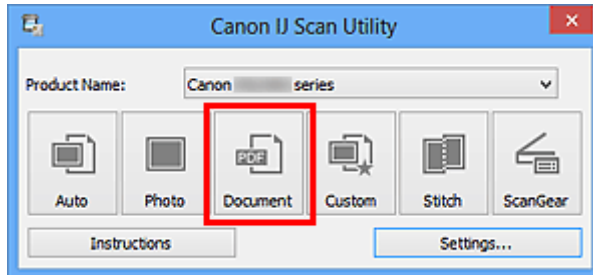 Canon IJ Scan Utility
Product Name: Canon series
PDF
Auto Photo Document Custom Stitch ScanGear
Instructions Settings...